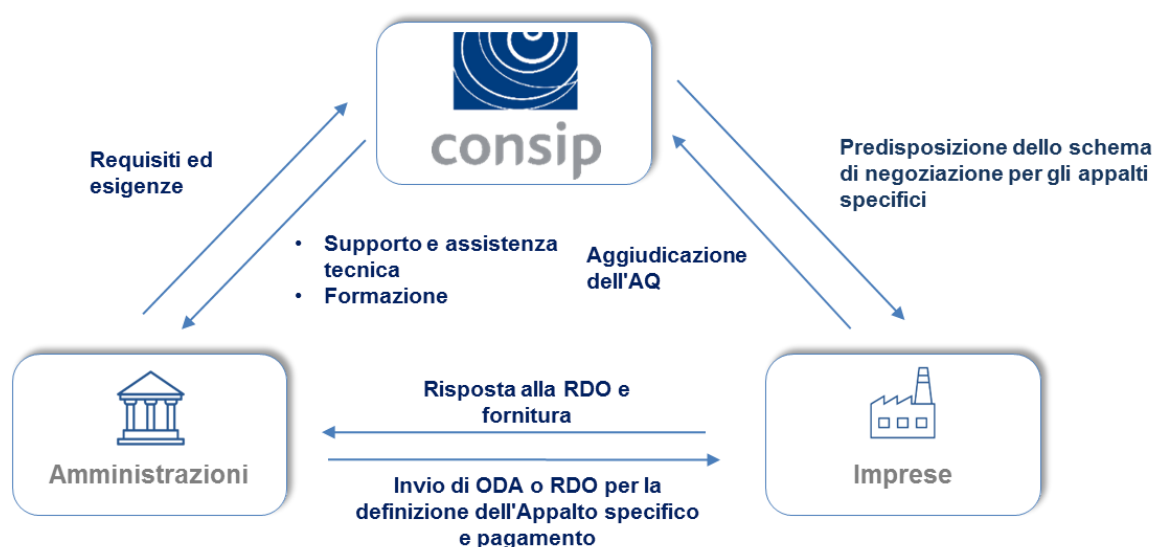 consip
Requisiti ed
esigenze
Predisposizione dello schema
di negoziazione per gli appalti
specifici
• Supporto e assistenza
tecnica
• Formazione
Aggiudicazione
dell'AQ
Risposta alla RDO e
fornitura
Amministrazioni
Imprese
Invio di ODA o RDO per la
definizione dell'Appalto specifico
e pagamento